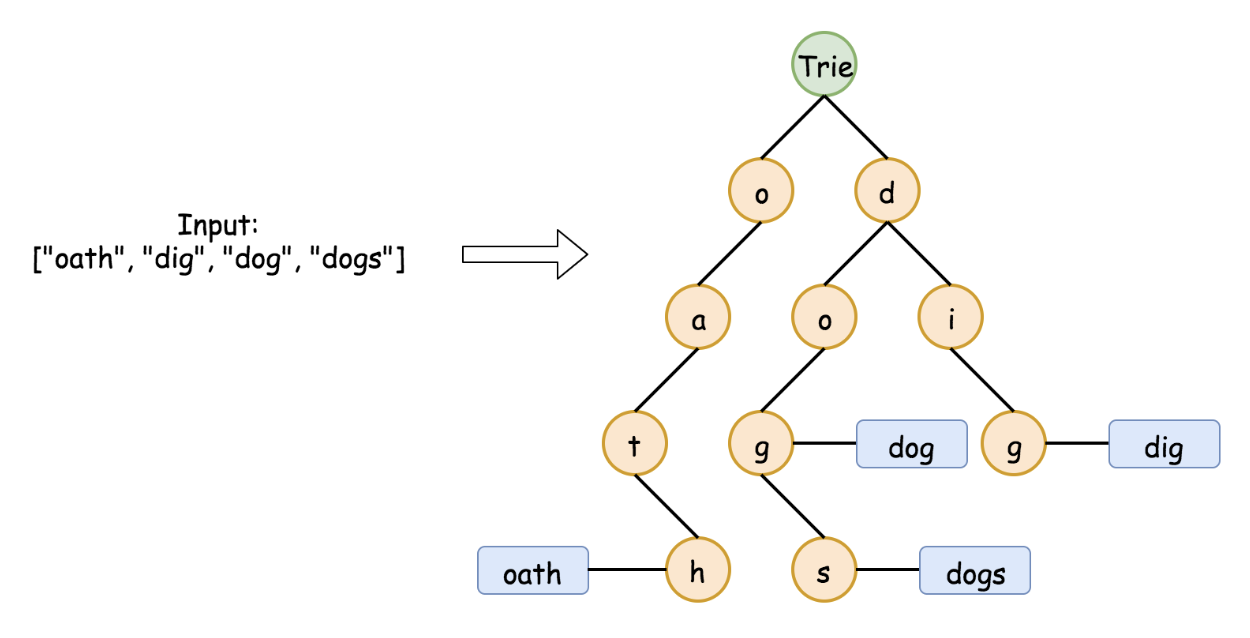 Trie
o
d
Input:
["oath", "dig", "dog", "dogs"]
a
o
i
t
g
dog
g
dig
oath
h
s
dogs